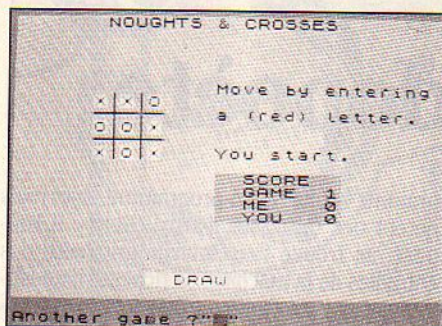 NOUGHTS & CROSSES
Move by entering
a (red) letter.
X X O
O O X
X O X
You start.
SCORE
GAME 1
ME 0
YOU 0
DRAW
Another game ?"█"